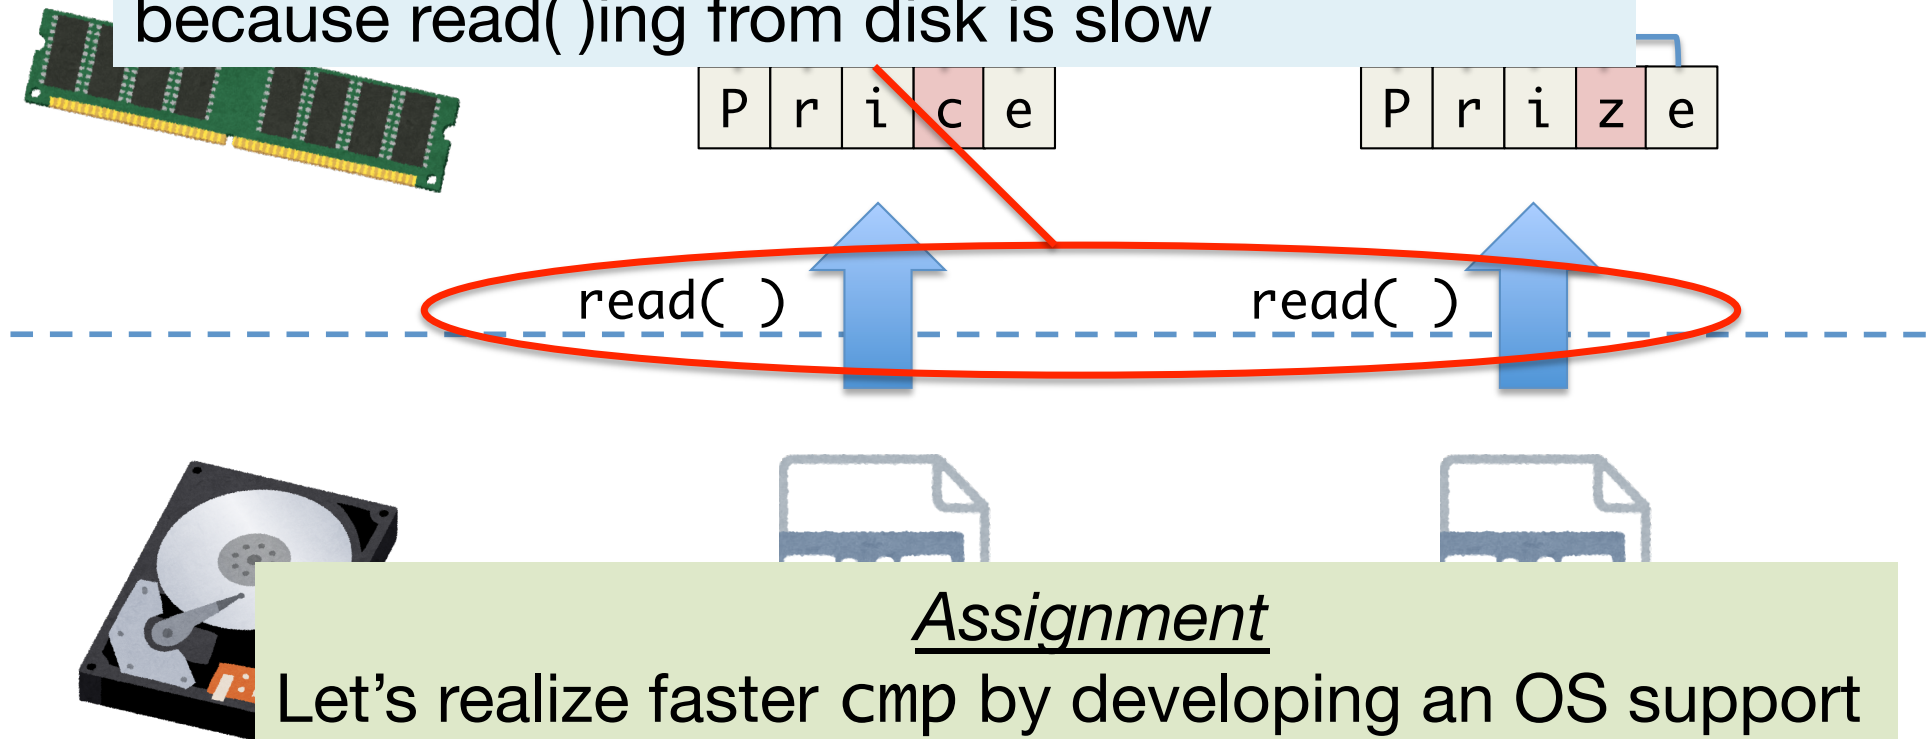 because read( )ing from disk is slow
P r i c e
P r i z e
read( )
read( )
Assignment
Let's realize faster cmp by developing an OS support